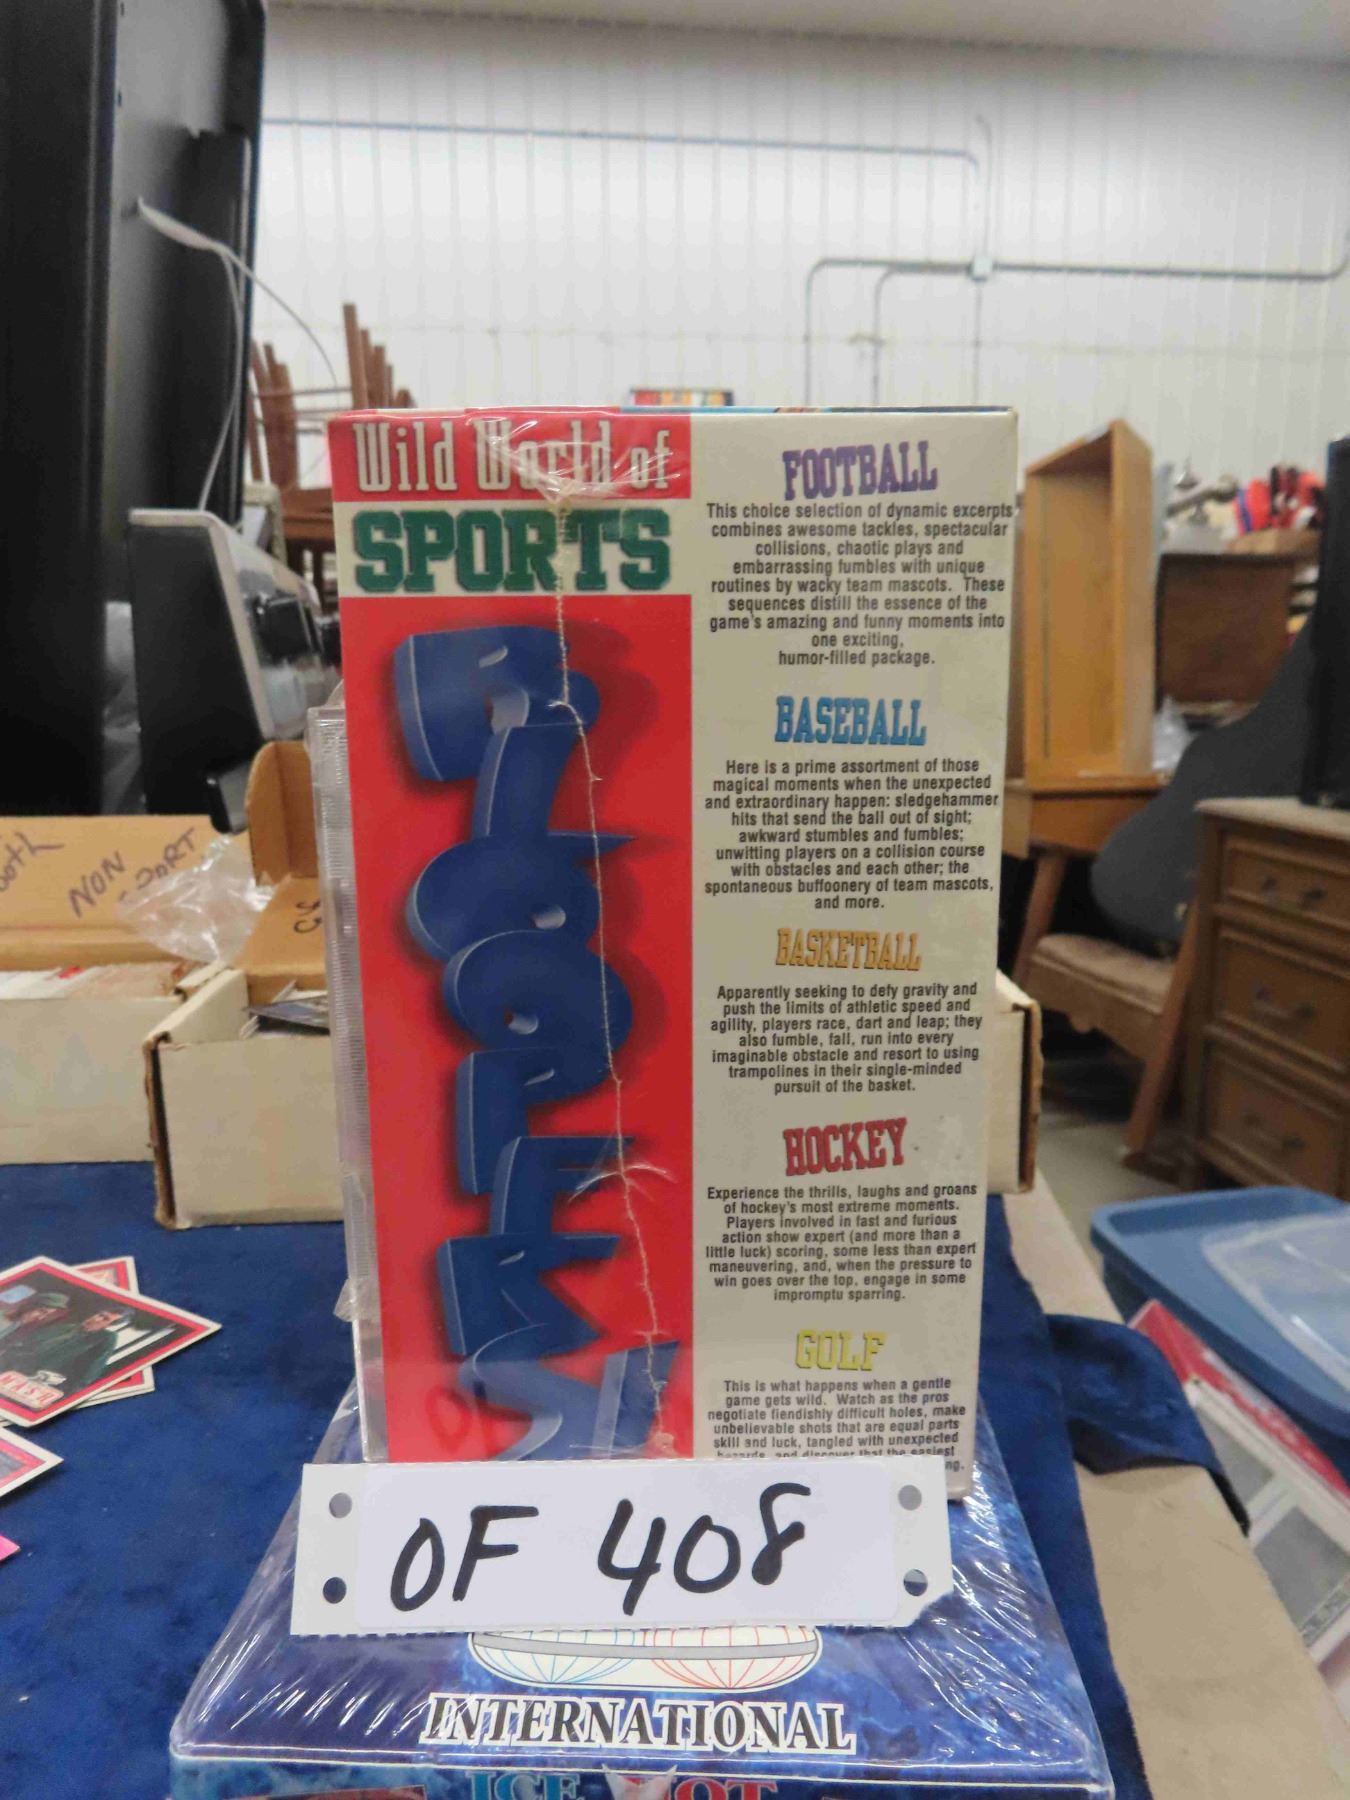 Wild World of
SPORTS
BLOOPERS!
FOOTBALL
This choice selection of dynamic excerpts
combines awesome tackles, spectacular
collisions, chaotic plays and
embarrassing fumbles with unique
routines by wacky team mascots. These
sequences distill the essence of the
game's amazing and funny moments into
one exciting,
humor-filled package.
BASEBALL
Here is a prime assortment of those
magical moments when the unexpected
and extraordinary happen: sledgehammer
hits that send the ball out of sight;
awkward stumbles and fumbles;
unwitting players on a collision course
with obstacles and each other; the
spontaneous buffoonery of team mascots,
and more.
BASKETBALL
Apparently seeking to defy gravity and
push the limits of athletic speed and
agility, players race, dart and leap; they
also fumble, fall, run into every
imaginable obstacle and resort to using
trampolines in their single-minded
pursuit of the basket.
HOCKEY
Experience the thrills, laughs and groans
of hockey's most extreme moments.
Players involved in fast and furious
action show expert (and more than a
little luck) scoring, some less than expert
maneuvering, and, when the pressure to
win goes over the top, engage in some
impromptu sparring.
GOLF
This is what happens when a gentle
game gets wild. Watch as the pros
negotiate fiendishly difficult holes, make
unbelievable shots that are equal parts
skill and luck, tangled with unexpected
hazards, and discover that the easiest
NON
SPORT
MASH
OF 408
INTERNATIONAL
ICE HOT